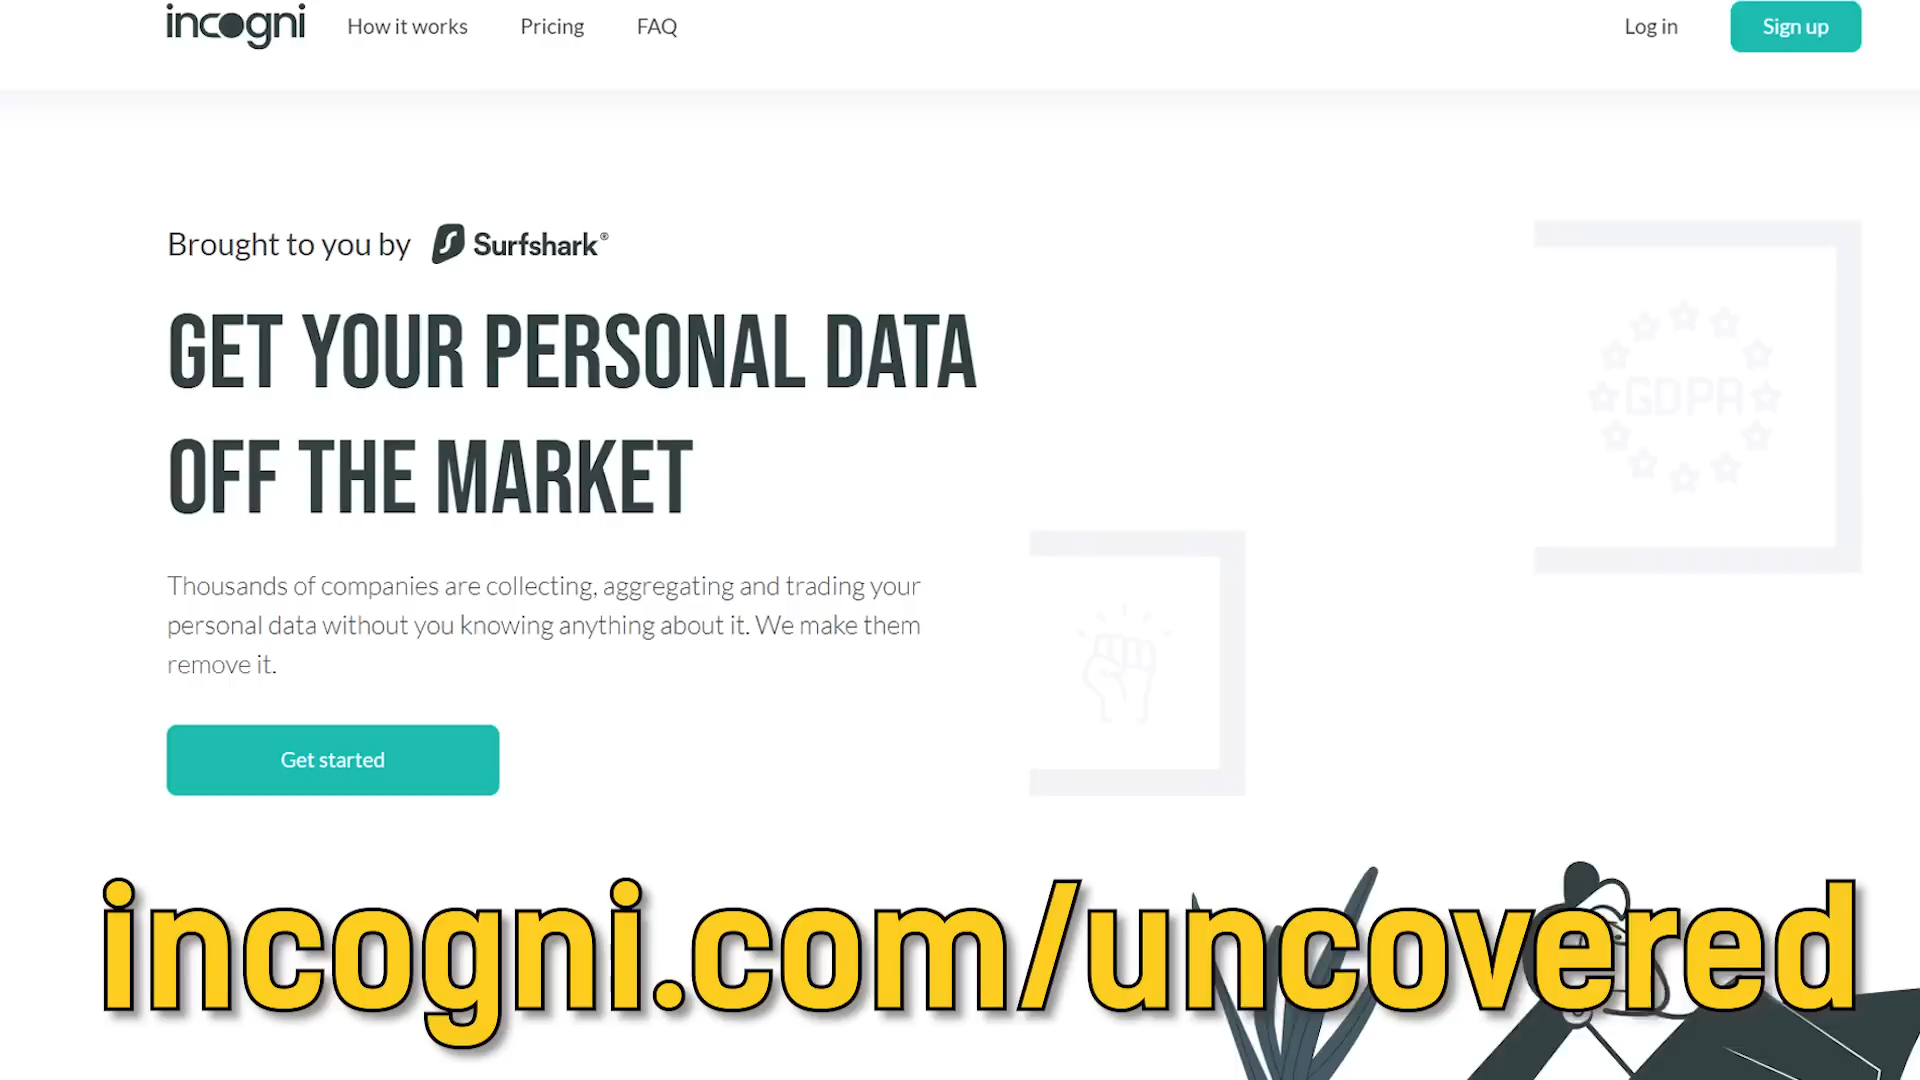 incogni
How it works
Pricing
FAQ
Log in
Sign up
Brought to you by Surfshark®
GET YOUR PERSONAL DATA
OFF THE MARKET
Thousands of companies are collecting, aggregating and trading your
personal data without you knowing anything about it. We make them
remove it.
GDPR
Get started
incogni.com/uncovered